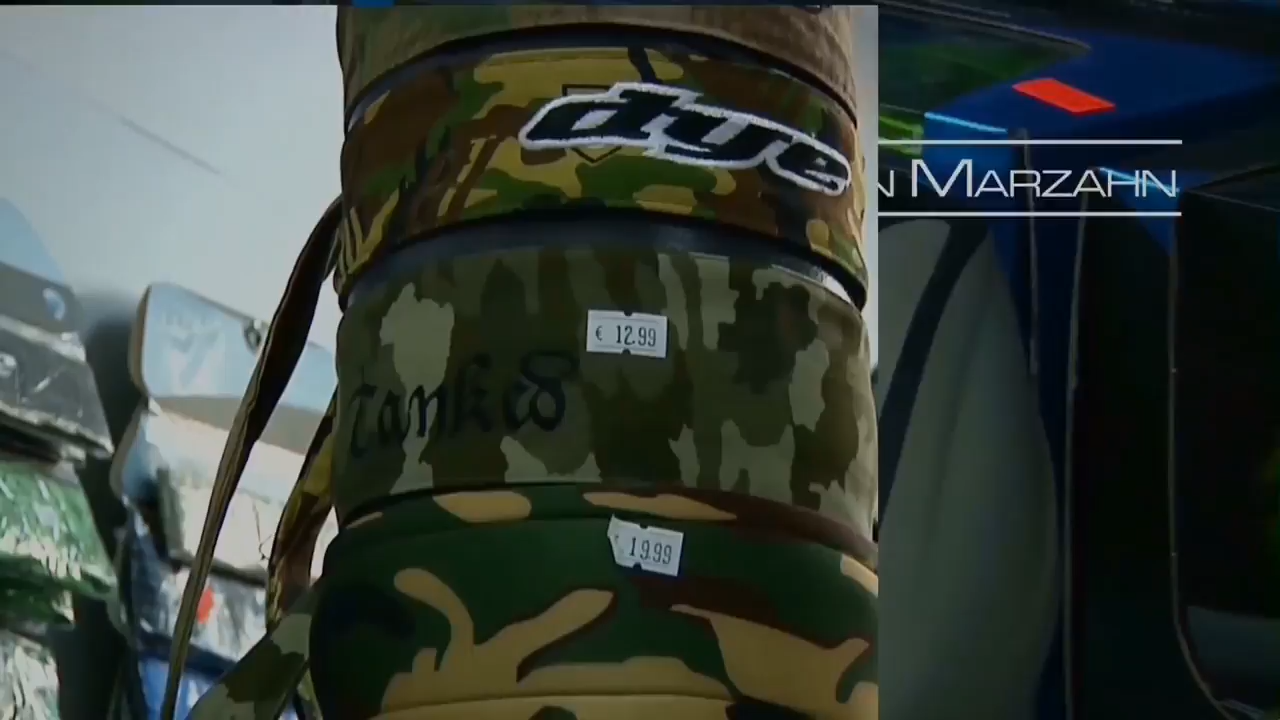 dye
N MARZAHN
€ 12.99
tanked
€ 19.99